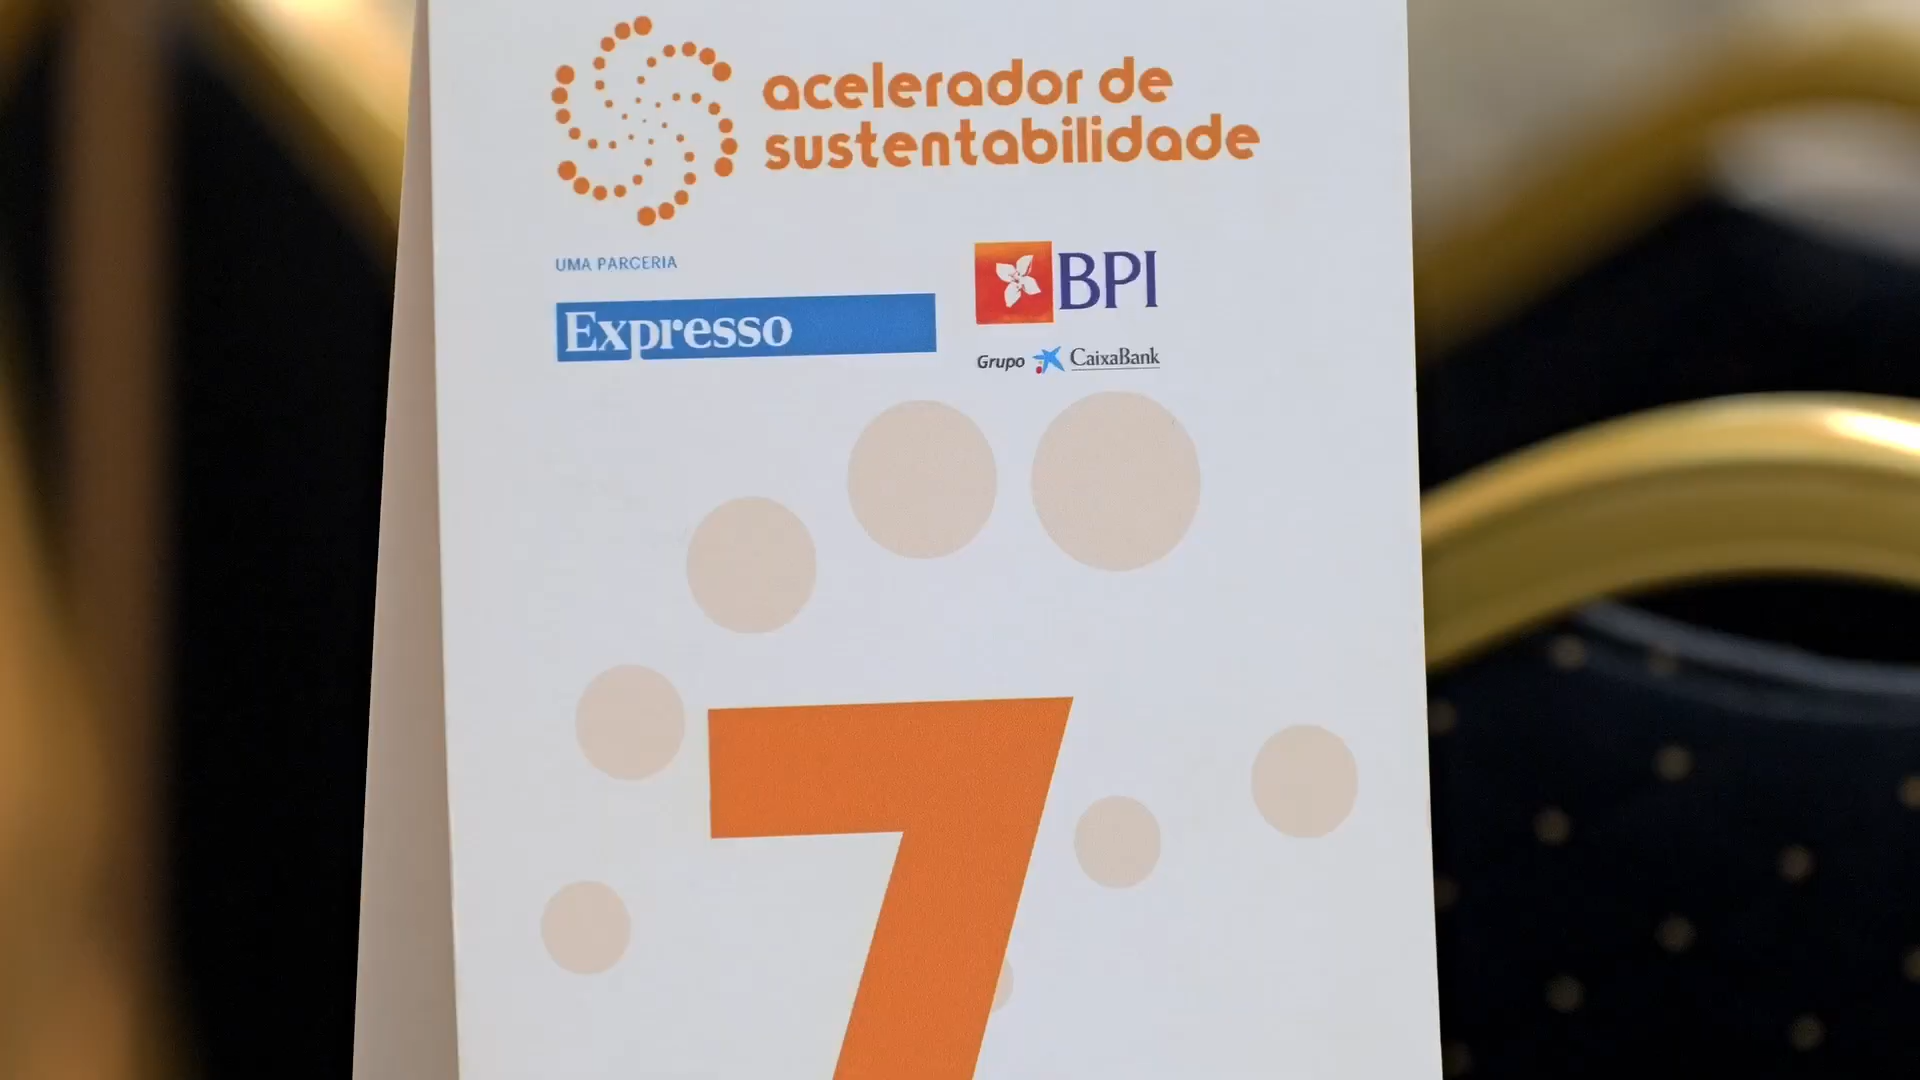 acelerador de
sustentabilidade
UMA PARCERIA
Expresso
BPI
Grupo CaixaBank
7